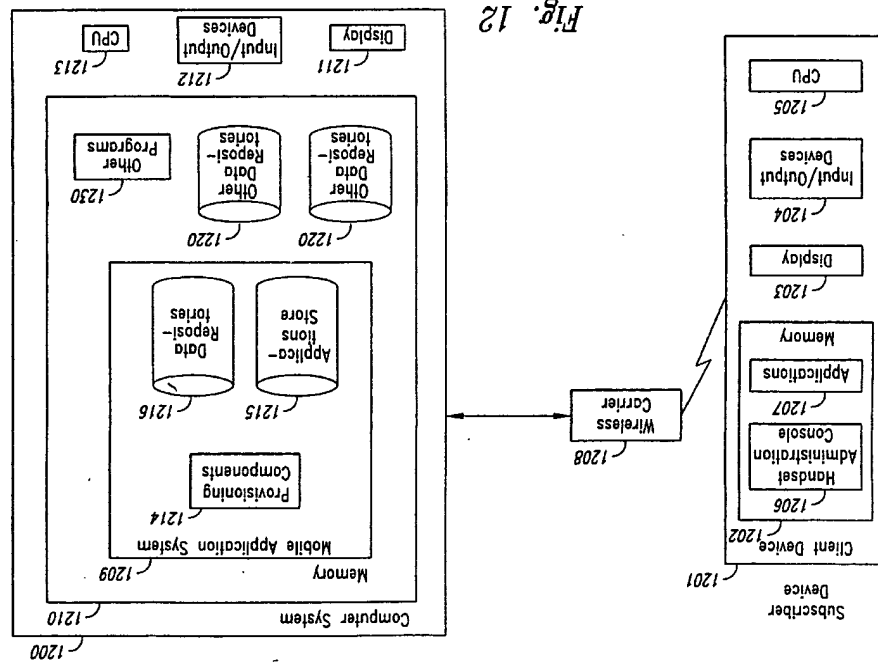 1200
Computer System
1210
Memory
1209
Mobile Application System
1214
Provisioning
Components
1216
Data
Reposi-
tories
1215
Applica-
tions
Store
1230
Other
Programs
1220
Other
Data
Reposi-
tories
1220
Other
Data
Reposi-
tories
1213
CPU
1212
Input/Output
Devices
1211
Display
1208
Wireless
Carrier
Subscriber
Device
1201
Client Device
1202
1206
Handset
Administration
Console
1207
Applications
Memory
1203
Display
1204
Input/Output
Devices
1205
CPU
Fig. 12